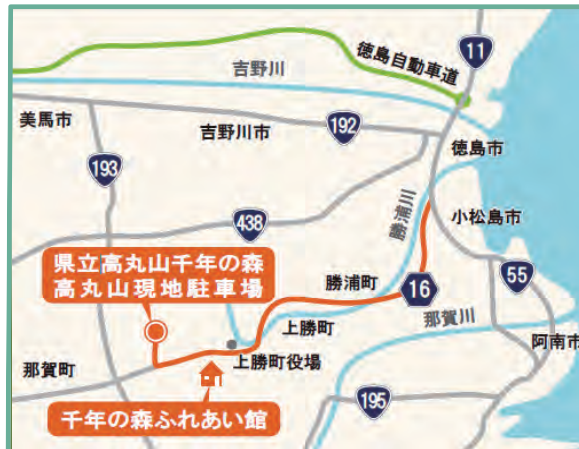 徳島自動車道
11
吉野川
美馬市
吉野川市
192
徳島市
193
438
勝浦川
小松島市
県立高丸山千年の森
高丸山現地駐車場
勝浦町
16
55
上勝町
那賀川
阿南市
那賀町
上勝町役場
千年の森ふれあい館
195